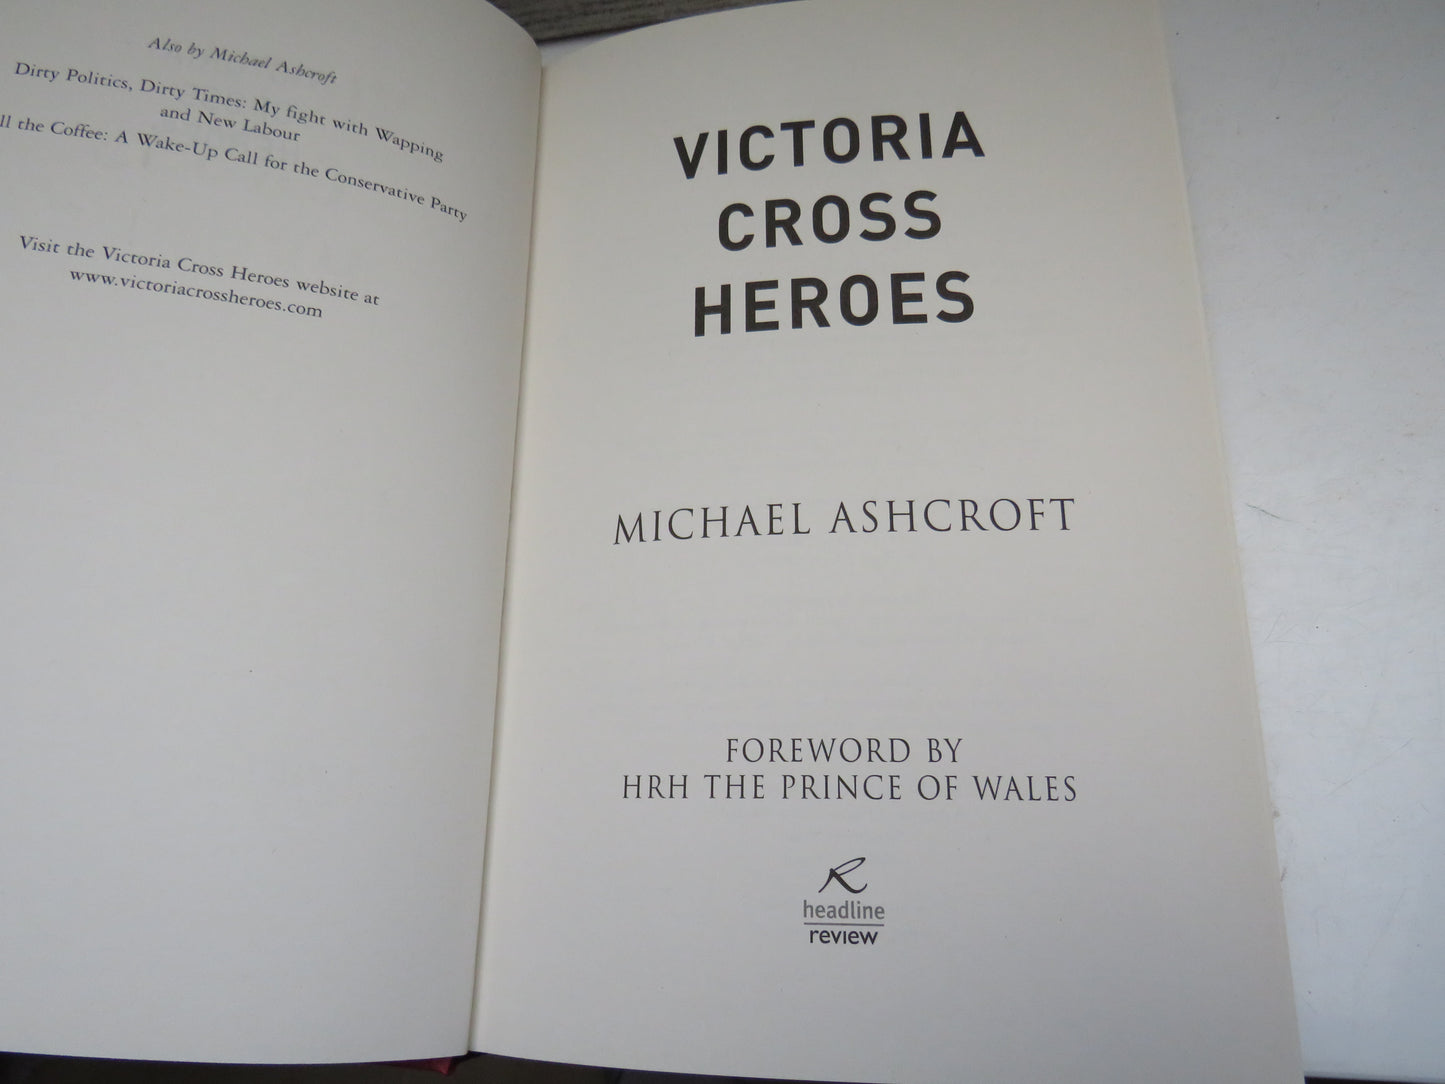 Also by Michael Ashcroft
Dirty Politics, Dirty Times: My fight with Wapping
and New Labour
the Coffee: A Wake-Up Call for the Conservative Party
Visit the Victoria Cross Heroes website at
www.victoriacrossheroes.com
VICTORIA
CROSS
HEROES
MICHAEL ASHCROFT
FOREWORD BY
HRH THE PRINCE OF WALES
R
headline
review